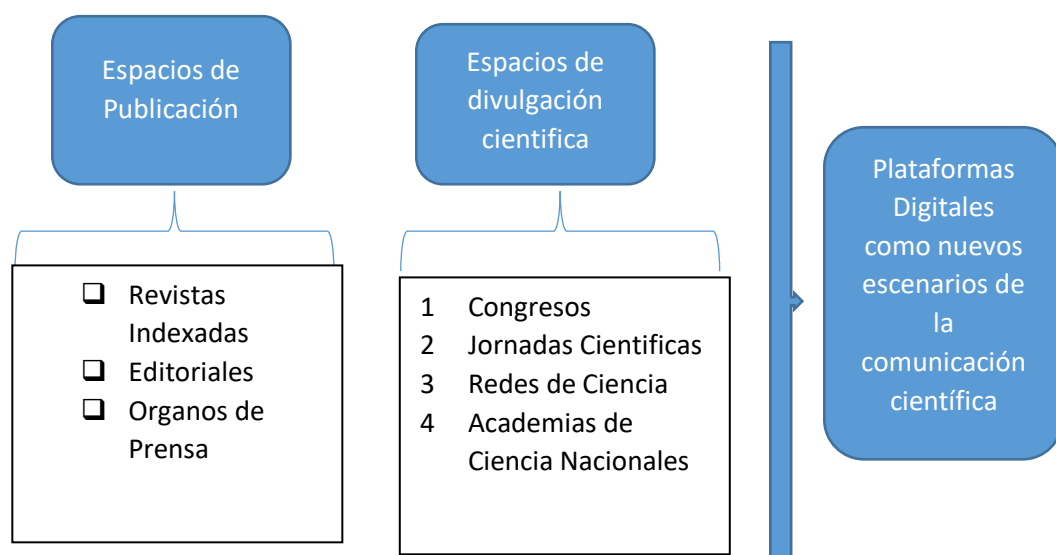 Espacios de
Publicación
❑ Revistas
Indexadas
❑ Editoriales
❑ Organos de
Prensa
Espacios de
divulgación
cientifica
1 Congresos
2 Jornadas Cientificas
3 Redes de Ciencia
4 Academias de
Ciencia Nacionales
Plataformas
Digitales
como nuevos
escenarios de
la
comunicación
científica